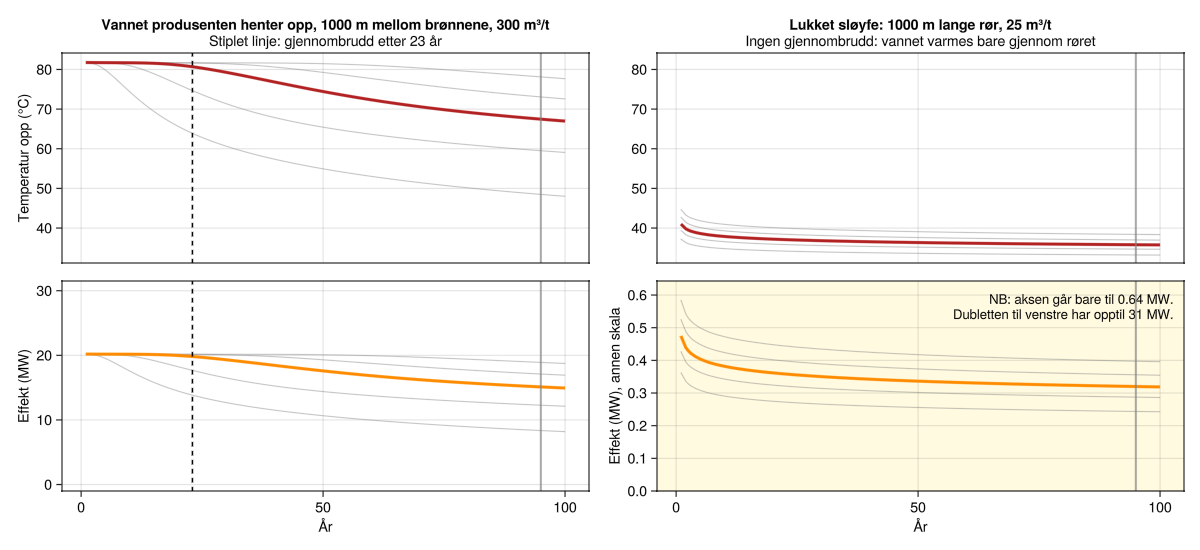 Vannet produsenten henter opp, 1000 m mellom brønnene, 300 m³/t
Stiplet linje: gjennombrudd etter 23 år
80
70
60
50
40
Temperatur opp (°C)
Lukket sløyfe: 1000 m lange rør, 25 m³/t
Ingen gjennombrudd: vannet varmes bare gjennom røret
80
70
60
50
40
30
20
10
0
Effekt (MW)
0
50
100
År
NB: aksen går bare til 0.64 MW.
Dubletten til venstre har opptil 31 MW.
0.6
0.5
0.4
0.3
0.2
0.1
0.0
Effekt (MW), annen skala
0
50
100
År